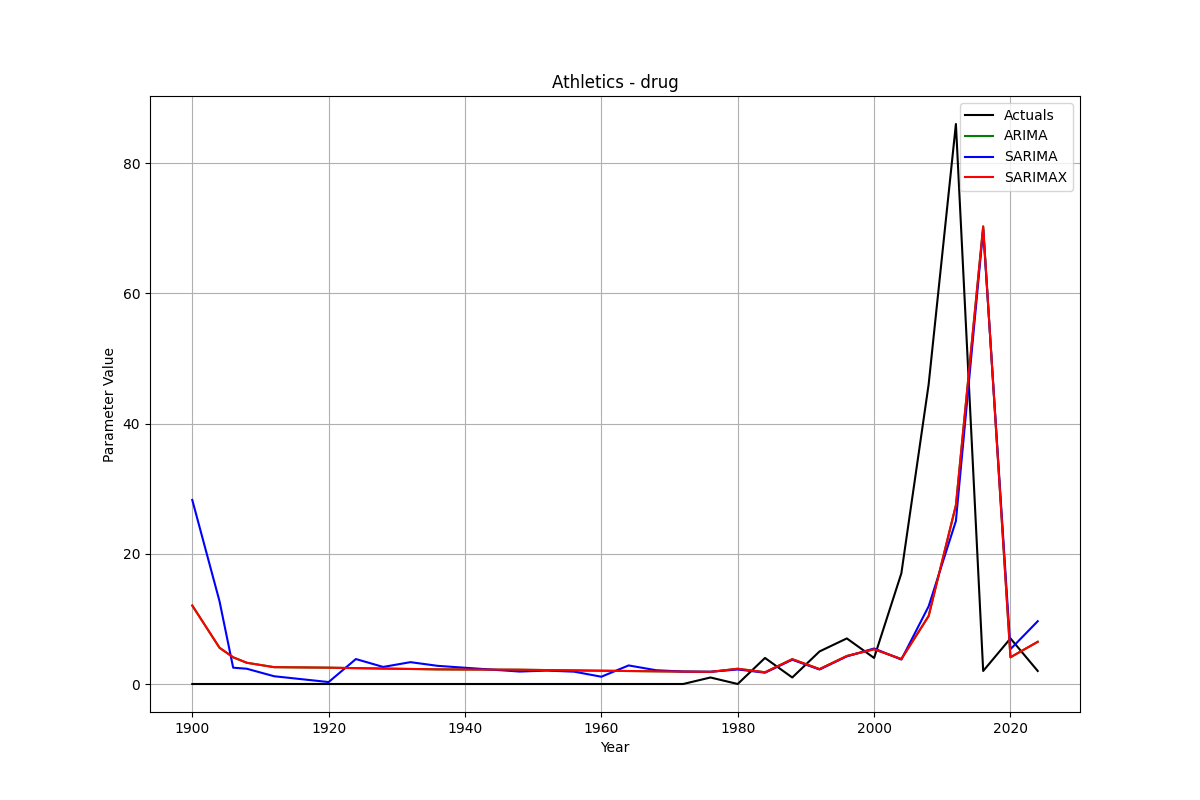 Athletics - drug
Actuals
ARIMA
SARIMA
SARIMAX
Parameter Value
80
60
40
20
0
1900 1920 1940 1960 1980 2000 2020
Year